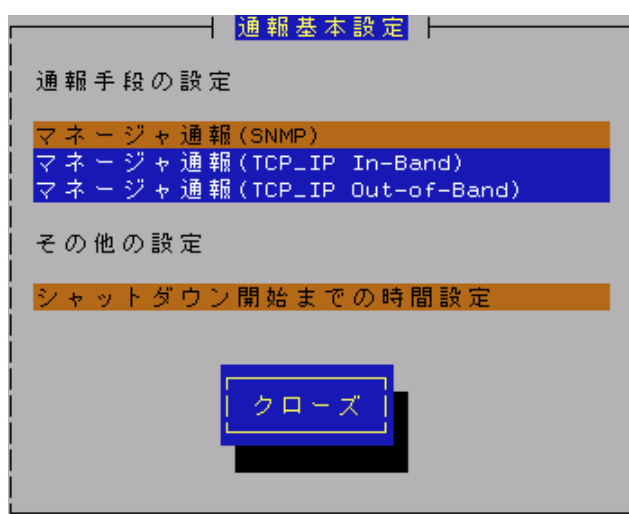 通報基本設定
通報手段の設定
マネージャ通報(SNMP)
マネージャ通報(TCP_IP In-Band)
マネージャ通報(TCP_IP Out-of-Band)
その他の設定
シャットダウン開始までの時間設定
クローズ